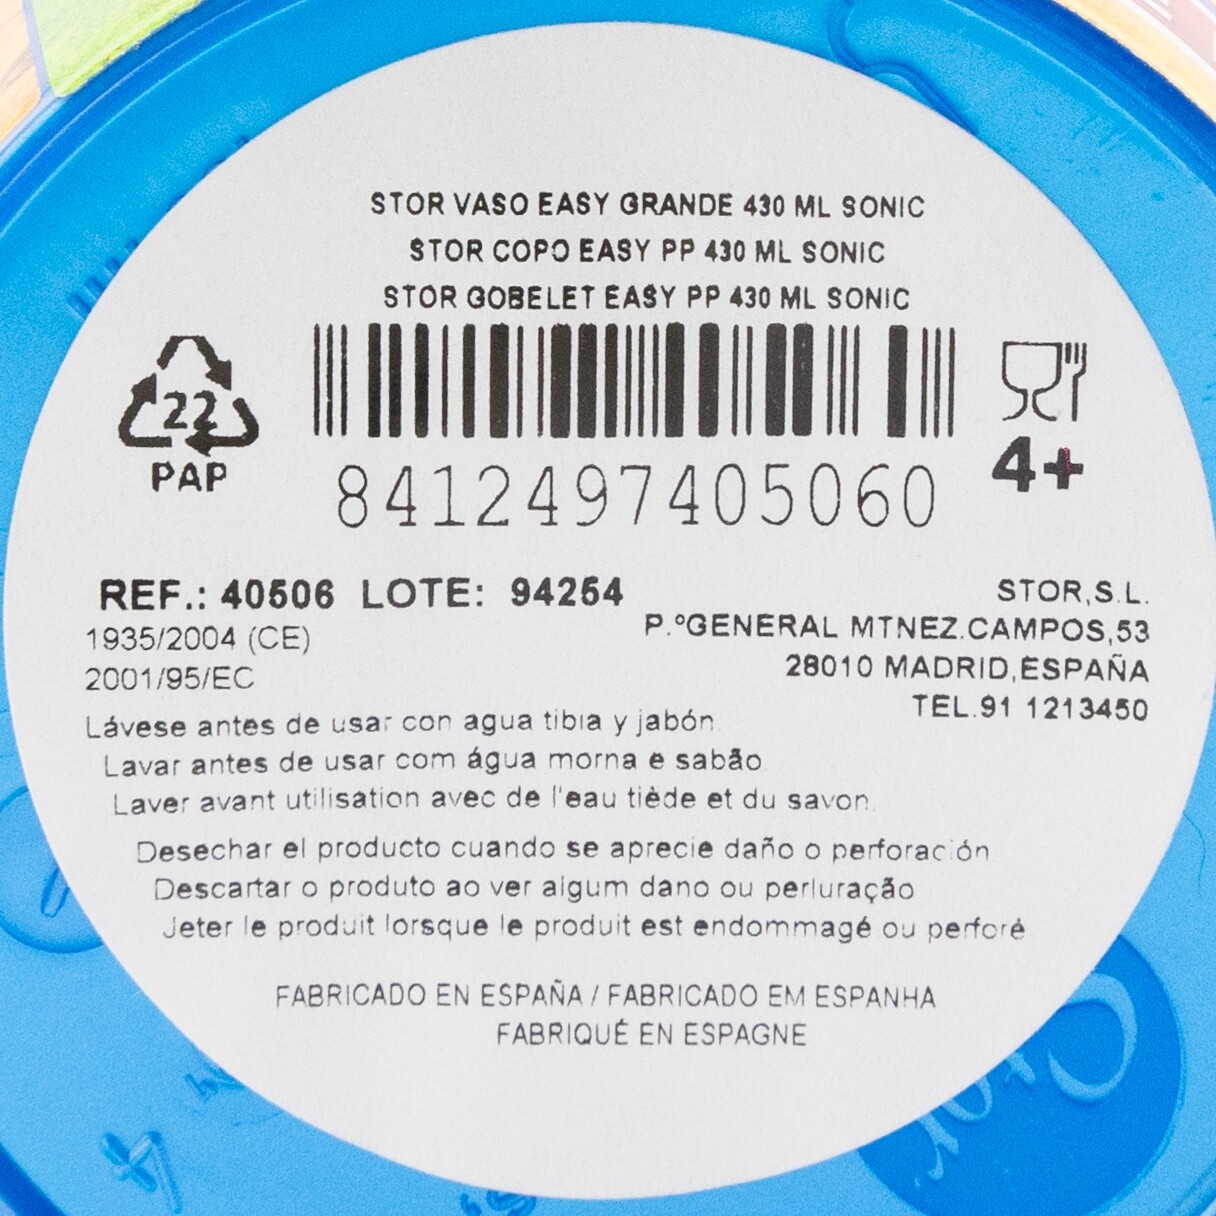 STOR VASO EASY GRANDE 430 ML SONIC
STOR COPO EASY PP 430 ML SONIC
STOR GOBELET EASY PP 430 ML SONIC
22
PAP
8412497405060
4+
REF.: 40506 LOTE: 94254
1935/2004 (CE)
2001/95/EC
STOR,S.L.
P.ºGENERAL MTNEZ.CAMPOS,53
28010 MADRID,ESPAÑA
TEL.91 1213450
Lávese antes de usar con agua tibia y jabón.
Lavar antes de usar com água morna e sabão.
Laver avant utilisation avec de l'eau tiède et du savon.
Desechar el producto cuando se aprecie daño o perforación
Descartar o produto ao ver algum dano ou perluração
Jeter le produit lorsque le produit est endommagé ou perforé
FABRICADO EN ESPAÑA / FABRICADO EM ESPANHA
FABRIQUÉ EN ESPAGNE
Stor